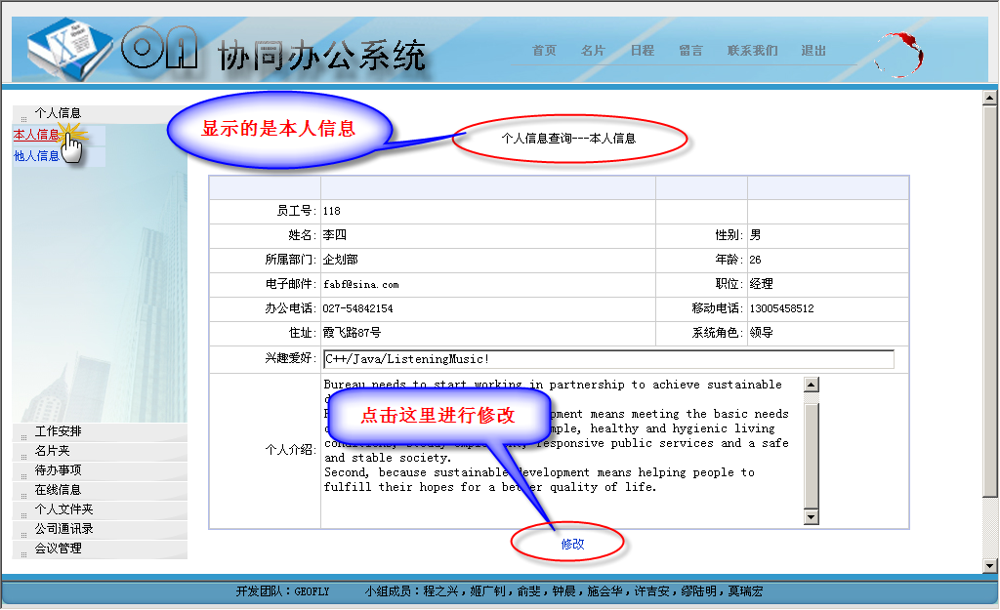 OA 协同办公系统
首页 名片 日程 留言 联系我们 退出
个人信息
本人信息
他人信息
显示的是本人信息
个人信息查询---本人信息
员工号: 118
姓名: 李四 性别: 男
所属部门: 企划部 年龄: 26
电子邮件: fabf@sina.com 职位: 经理
办公电话: 027-54842154 移动电话: 13005458512
住址: 霞飞路87号 系统角色: 领导
兴趣爱好: C++/Java/ListeningMusic!
个人介绍:
Bureau needs to start working in partnership to achieve sustainable
pment means meeting the basic needs
mple, healthy and hygienic living
responsive public services and a safe
and stable society.
Second, because sustainable development means helping people to
fulfill their hopes for a better quality of life.
点击这里进行修改
修改
工作安排
名片夹
待办事项
在线信息
个人文件夹
公司通讯录
会议管理
开发团队：GEOFLY 小组成员：程之兴，姬广钊，俞斐，钟晨，施会华，许吉安，缪陆明，莫瑞宏